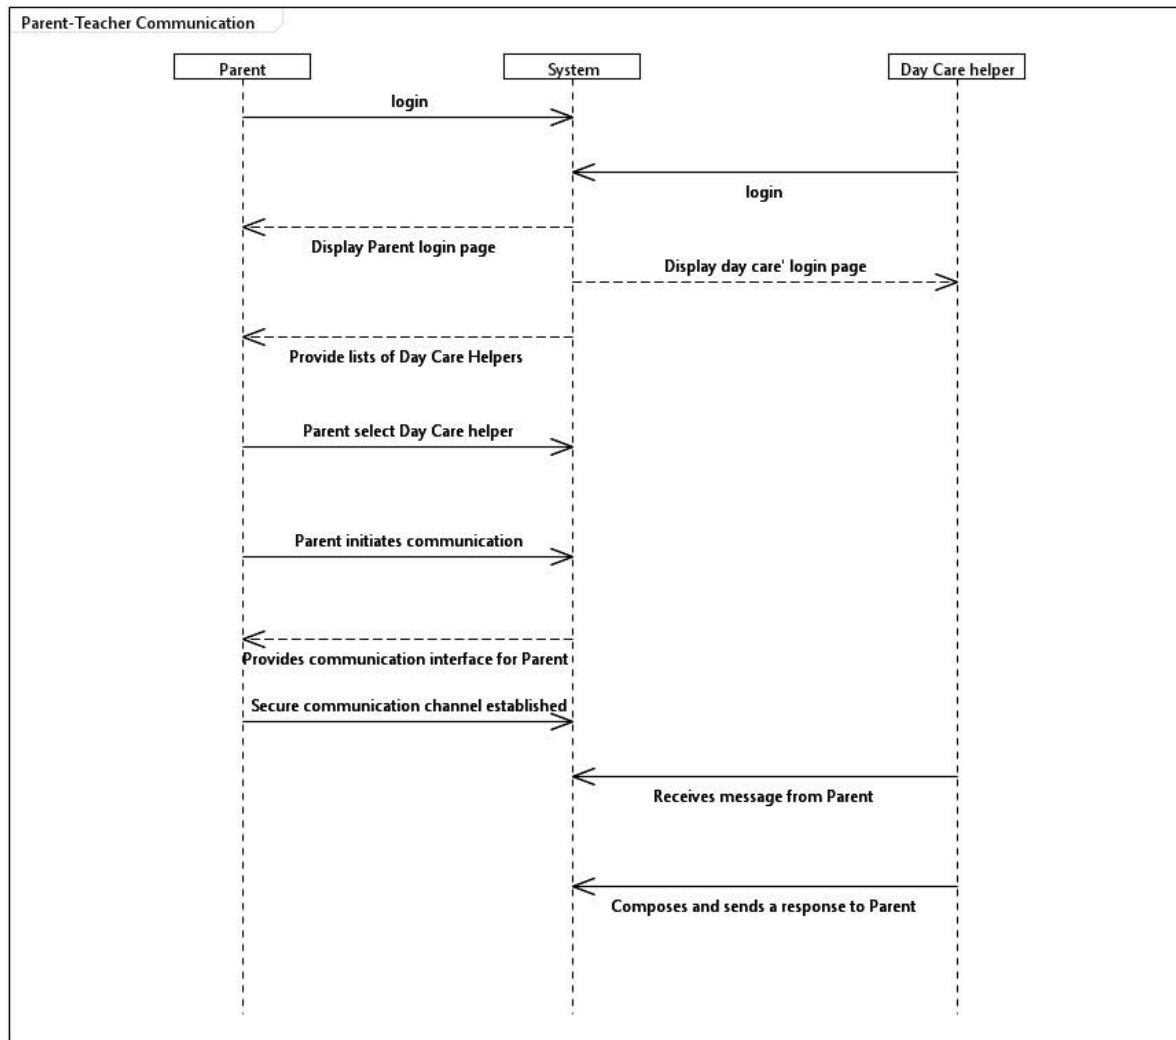 Parent-Teacher Communication
Parent
System
Day Care helper
login
login
Display Parent login page
Display day care' login page
Provide lists of Day Care Helpers
Parent select Day Care helper
Parent initiates communication
Provides communication interface for Parent
Secure communication channel established
Receives message from Parent
Composes and sends a response to Parent